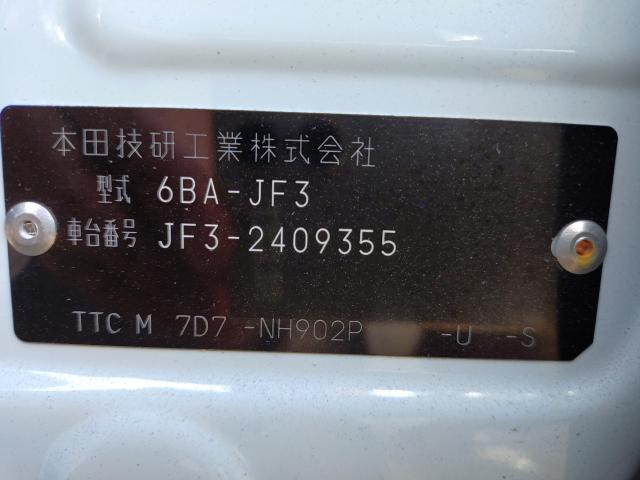 本田技研工業株式会社
型式 6BA-JF3
車台番号 JF3-2409355
TTC M 7D7 -NH902P -U -S